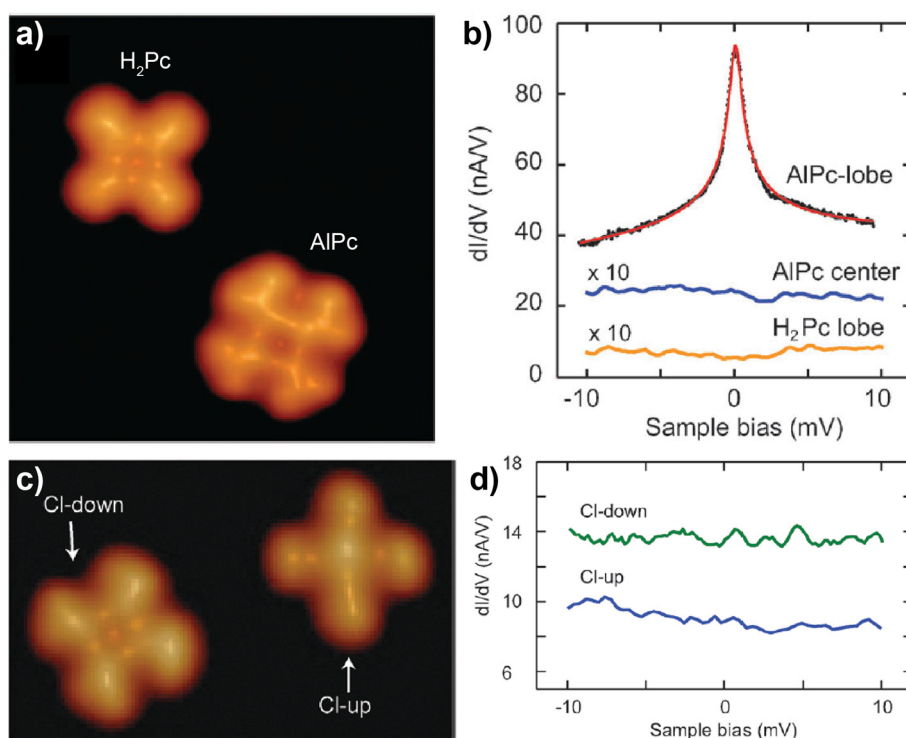 a)
H₂Pc
AlPc
b)
100
80
60
40
20
0
dI/dV (nA/V)
AlPc-lobe
x 10
AlPc center
x 10
H₂Pc lobe
-10
0
10
Sample bias (mV)
c)
Cl-down
Cl-up
d)
18
14
10
6
dI/dV (nA/V)
Cl-down
Cl-up
-10
0
10
Sample bias (mV)